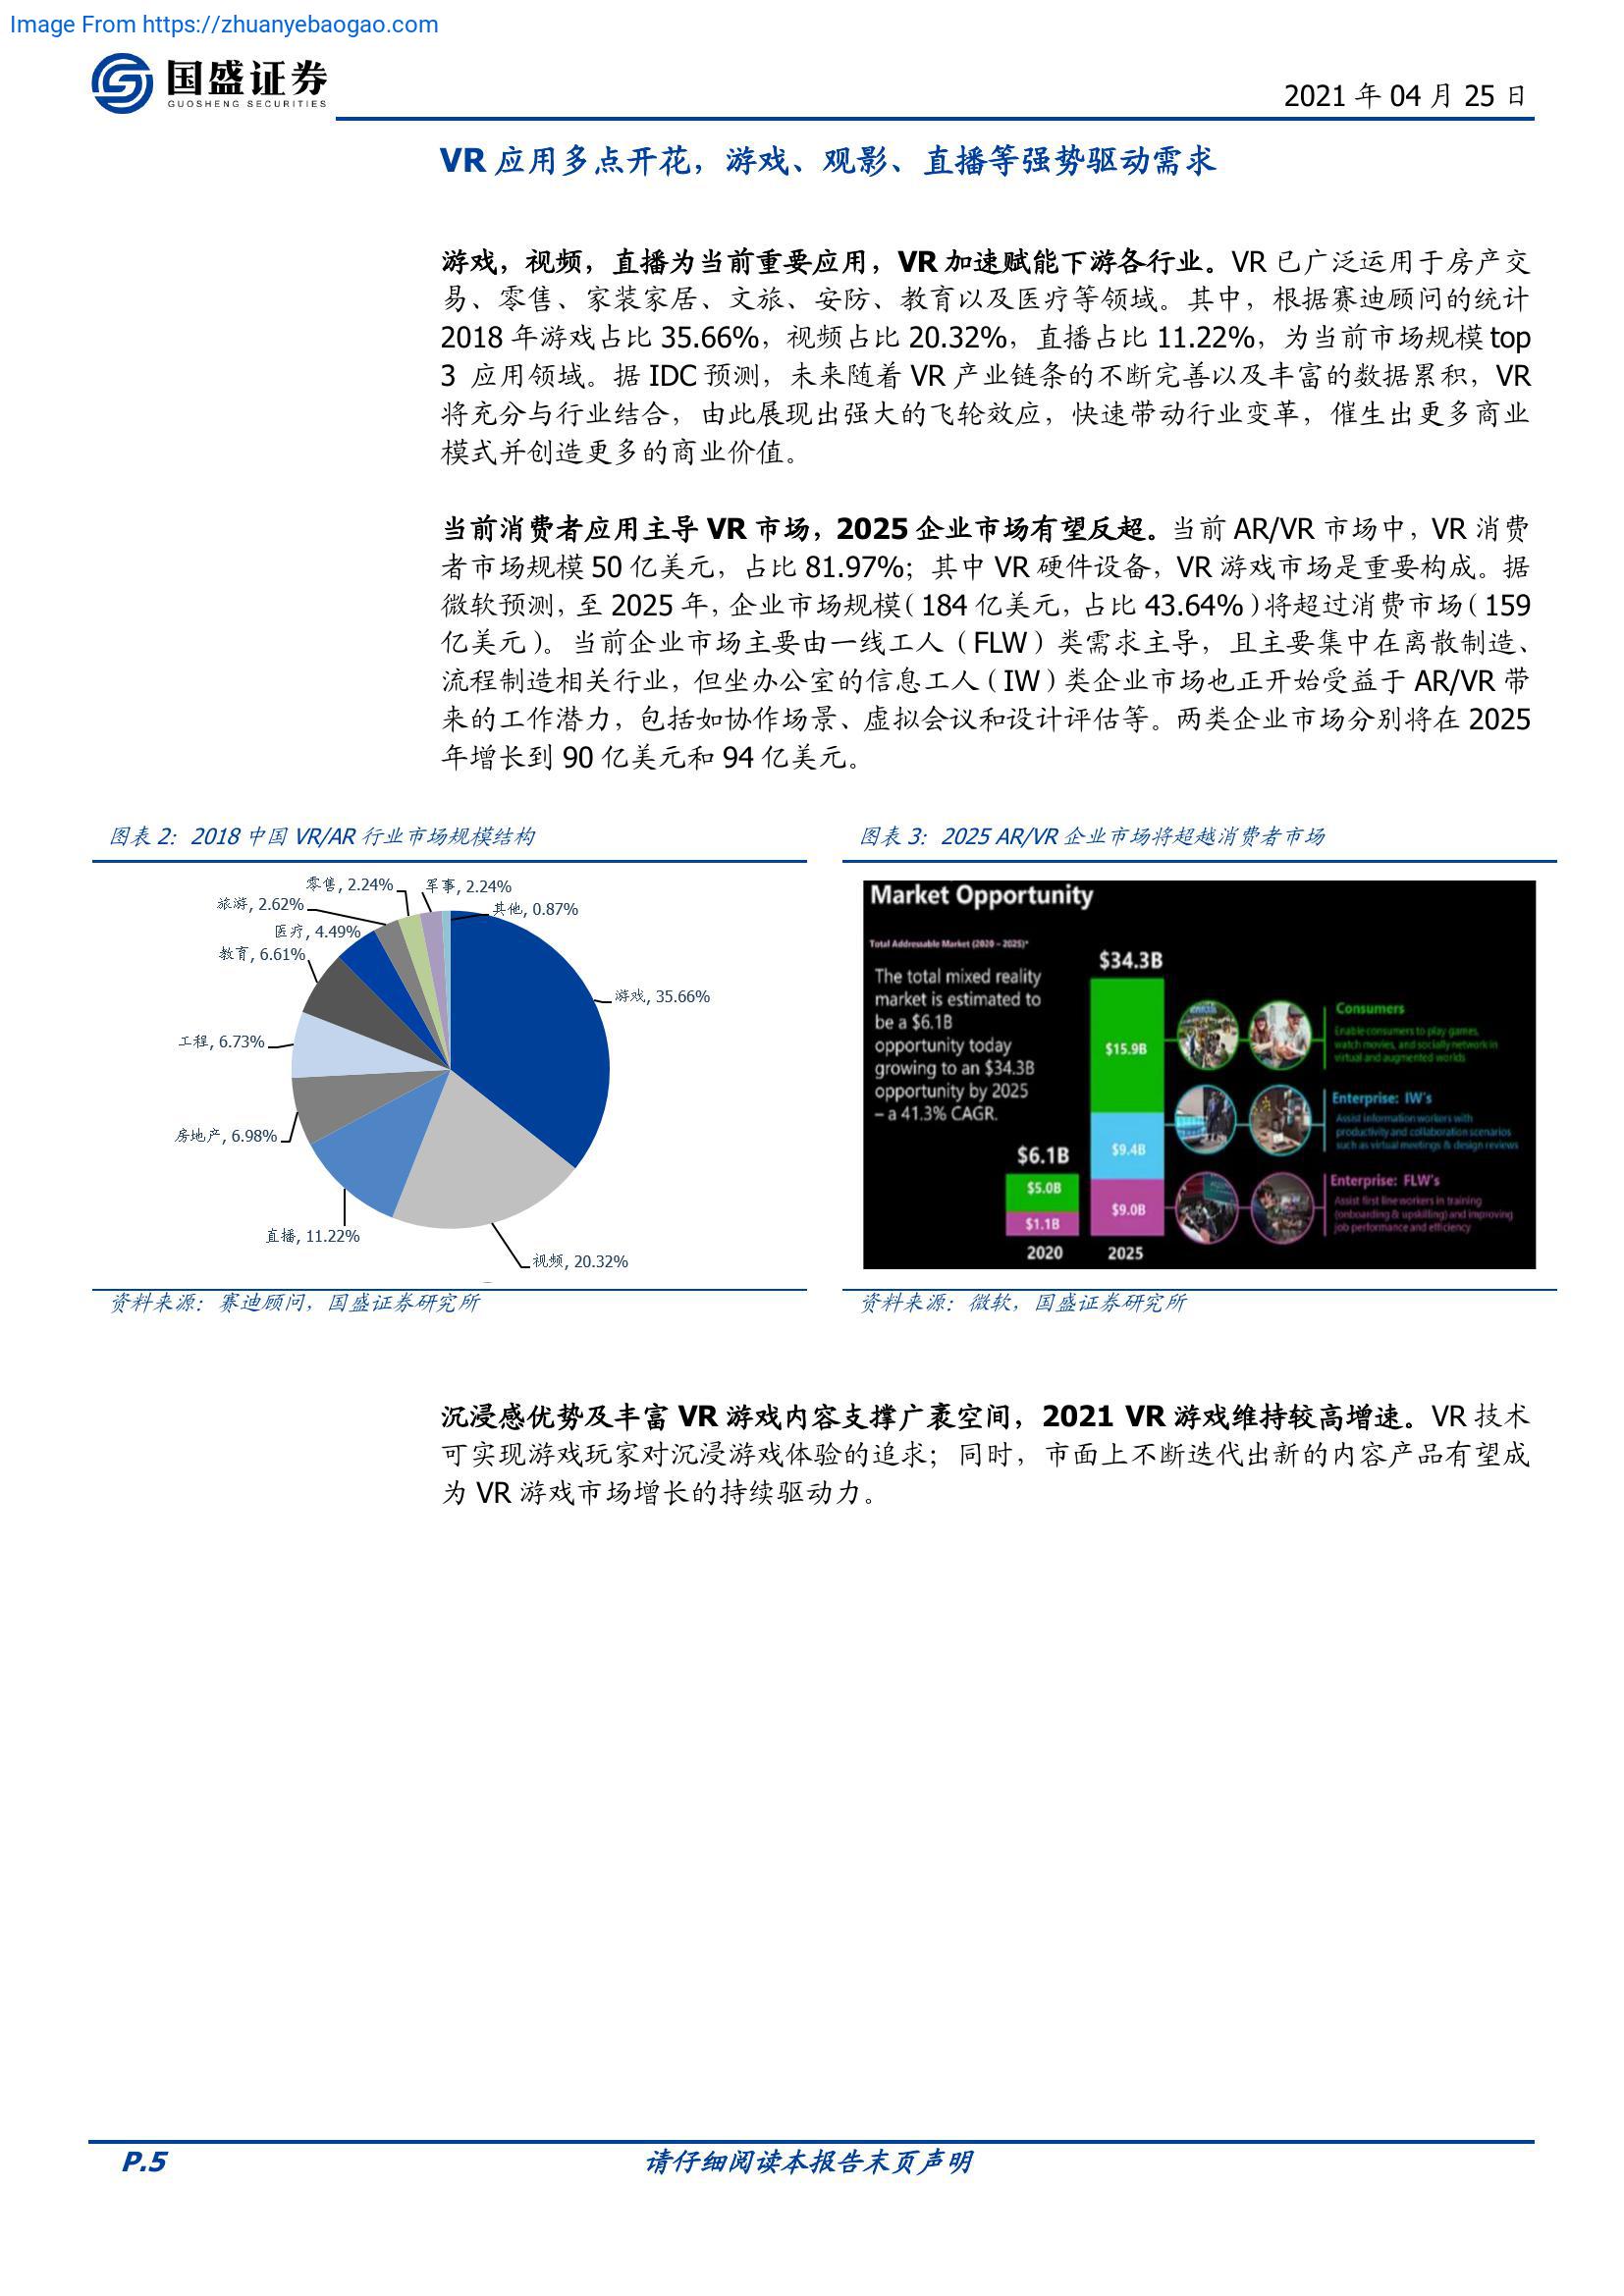 Image From https://zhuanyebaogao.com
国盛证券
GUOSHENG SECURITIES
2021 年 04 月 25 日
VR 应用多点开花，游戏、观影、直播等强势驱动需求
游戏，视频，直播为当前重要应用，VR 加速赋能下游各行业。VR 已广泛运用于房产交
易、零售、家装家居、文旅、安防、教育以及医疗等领域。其中，根据赛迪顾问的统计
2018 年游戏占比 35.66%，视频占比 20.32%，直播占比 11.22%，为当前市场规模 top
3 应用领域。据 IDC 预测，未来随着 VR 产业链条的不断完善以及丰富的数据累积，VR
将充分与行业结合，由此展现出强大的飞轮效应，快速带动行业变革，催生出更多商业
模式并创造更多的商业价值。
当前消费者应用主导 VR 市场，2025 企业市场有望反超。当前 AR/VR 市场中，VR 消费
者市场规模 50 亿美元，占比 81.97%；其中 VR 硬件设备，VR 游戏市场是重要构成。据
微软预测，至 2025 年，企业市场规模（184 亿美元，占比 43.64%）将超过消费市场（159
亿美元）。当前企业市场主要由一线工人（FLW）类需求主导，且主要集中在离散制造、
流程制造相关行业，但坐办公室的信息工人（IW）类企业市场也正开始受益于 AR/VR 带
来的工作潜力，包括如协作场景、虚拟会议和设计评估等。两类企业市场分别将在 2025
年增长到 90 亿美元和 94 亿美元。
图表 2：2018 中国 VR/AR 行业市场规模结构
零售, 2.24%
军事, 2.24%
旅游, 2.62%
其他, 0.87%
医疗, 4.49%
教育, 6.61%
游戏, 35.66%
工程, 6.73%
房地产, 6.98%
直播, 11.22%
视频, 20.32%
资料来源：赛迪顾问，国盛证券研究所
图表 3：2025 AR/VR 企业市场将超越消费者市场
Market Opportunity
Total Addressable Market (2020 – 2025)*
The total mixed reality
market is estimated to
be a $6.1B
opportunity today
growing to an $34.3B
opportunity by 2025
– a 41.3% CAGR.
$6.1B
$5.0B
$1.1B
2020
$34.3B
$15.9B
$9.4B
$9.0B
2025
Consumers
Enable consumers to play games,
watch movies, and socially network in
virtual and augmented worlds
Enterprise: IW's
Assist information workers with
productivity and collaboration scenarios
such as virtual meetings & design reviews
Enterprise: FLW's
Assist first line workers in training
(onboarding & upskilling) and improving
job performance and efficiency
资料来源：微软，国盛证券研究所
沉浸感优势及丰富 VR 游戏内容支撑广袤空间，2021 VR 游戏维持较高增速。VR 技术
可实现游戏玩家对沉浸游戏体验的追求；同时，市面上不断迭代出新的内容产品有望成
为 VR 游戏市场增长的持续驱动力。
P.5
请仔细阅读本报告末页声明